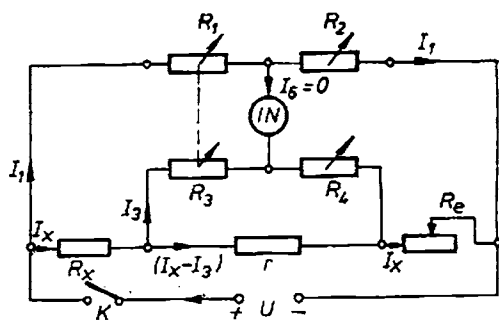 R₁ R₂ I₁
I₆=0
IN
I₁ I₃ R₃ R₄ Rₑ
Iₓ Rₓ (Iₓ-I₃) r Iₓ
K + U -